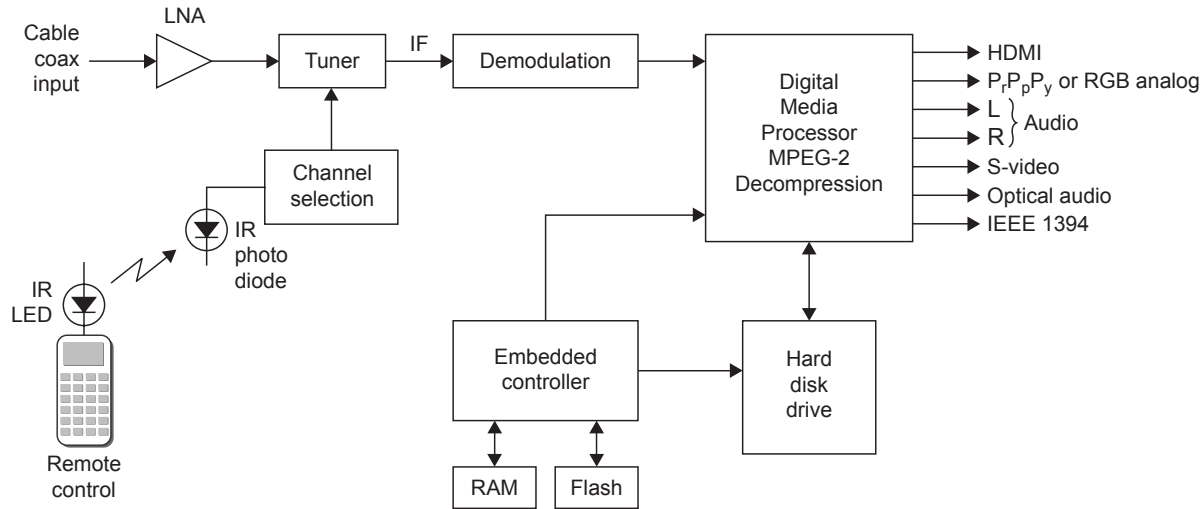 LNA
Cable
coax
input
Tuner
IF
Demodulation
Digital
Media
Processor
MPEG-2
Decompression
HDMI
PrPpPy or RGB analog
L
R
Audio
S-video
Optical audio
IEEE 1394
Channel
selection
IR
photo
diode
IR
LED
Remote
control
Embedded
controller
Hard
disk
drive
RAM
Flash